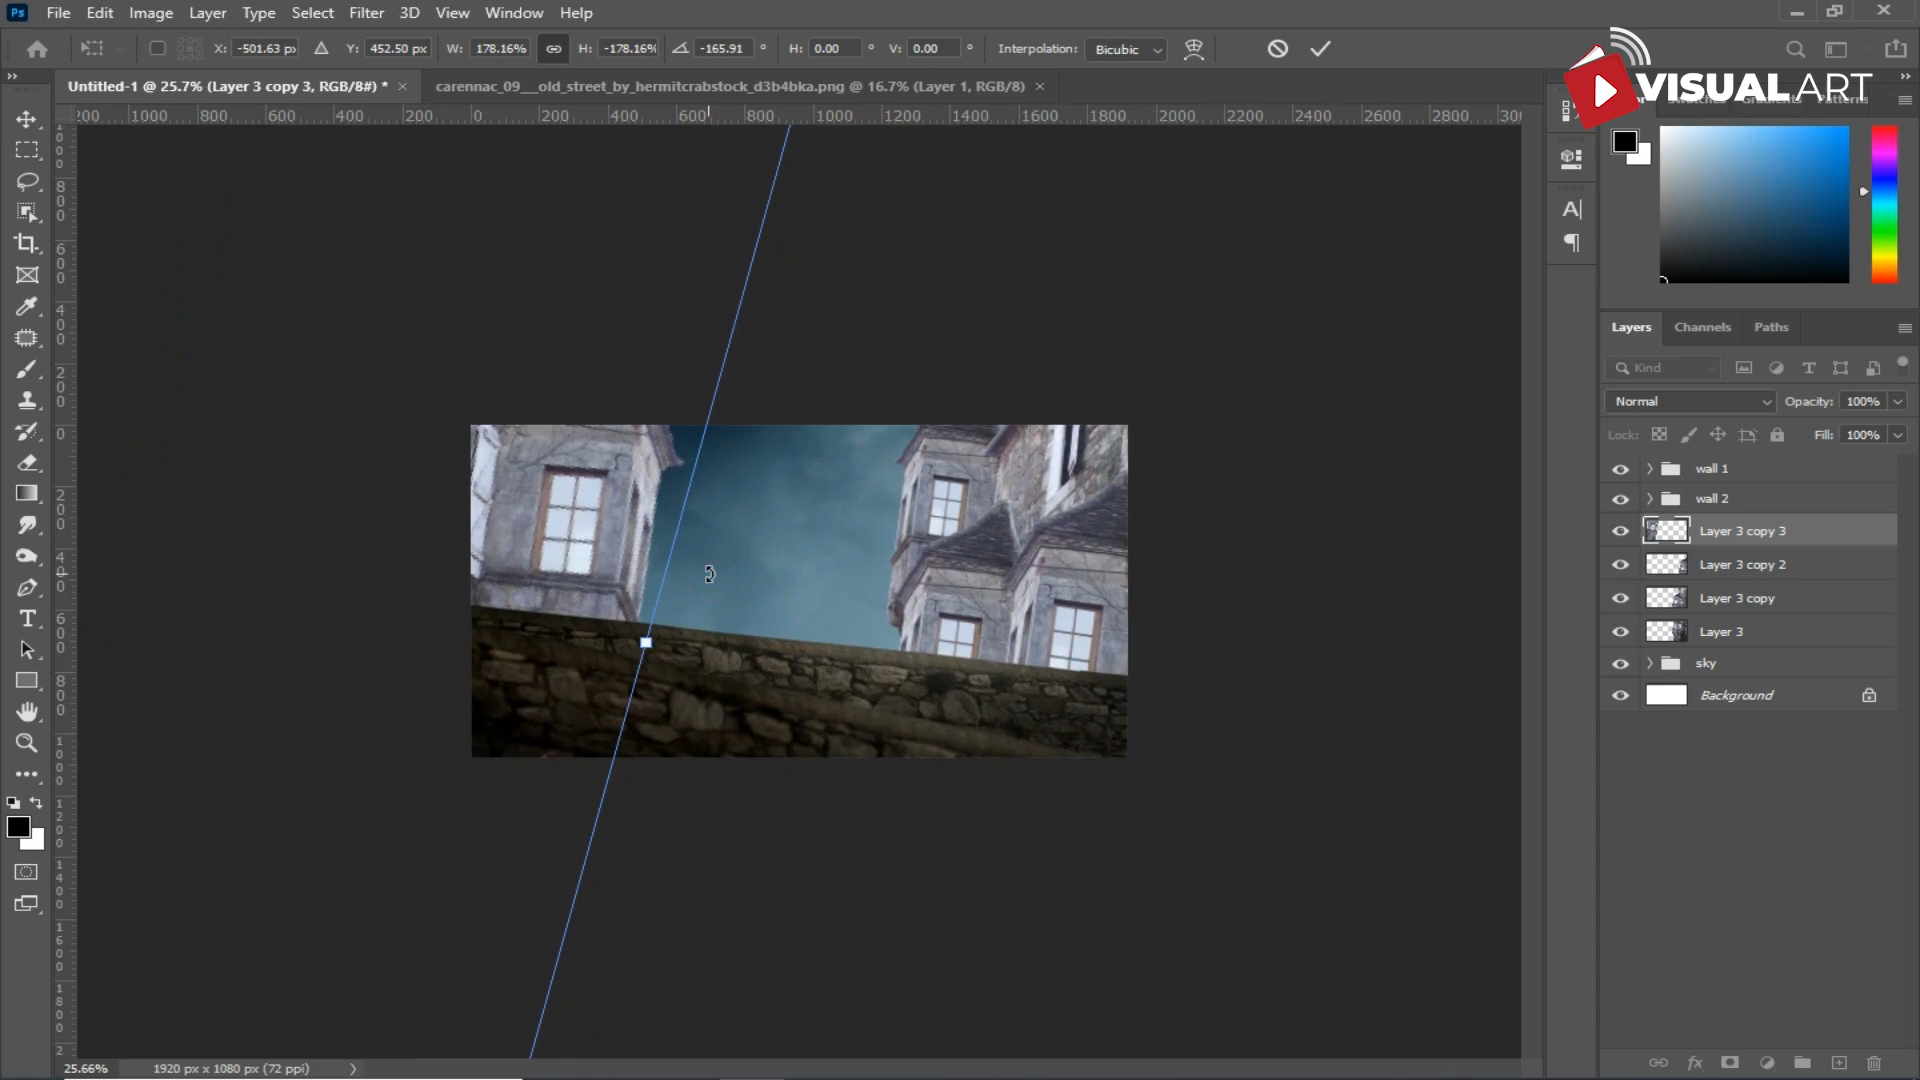 Ps File Edit Image Layer Type Select Filter 3D View Window Help
X: -501.63 px Y: 452.50 px W: 178.16% H: -178.16% -165.91 ° H: 0.00 ° V: 0.00 ° Interpolation: Bicubic
VISUAL ART
Untitled-1 @ 25.7% (Layer 3 copy 3, RGB/8#) * × carennac_09__old_street_by_hermitcrabstock_d3b4bka.png @ 16.7% (Layer 1, RGB/8) ×
Swatches Gradients Patterns
1000 800 600 400 200 0 200 400 600 800 1000 1200 1400 1600 1800 2000 2200 2400 2600 2800
Layers Channels Paths
Kind
Normal Opacity: 100%
Lock: Fill: 100%
wall 1
wall 2
Layer 3 copy 3
Layer 3 copy 2
Layer 3 copy
Layer 3
sky
Background
25.66% 1920 px x 1080 px (72 ppi)